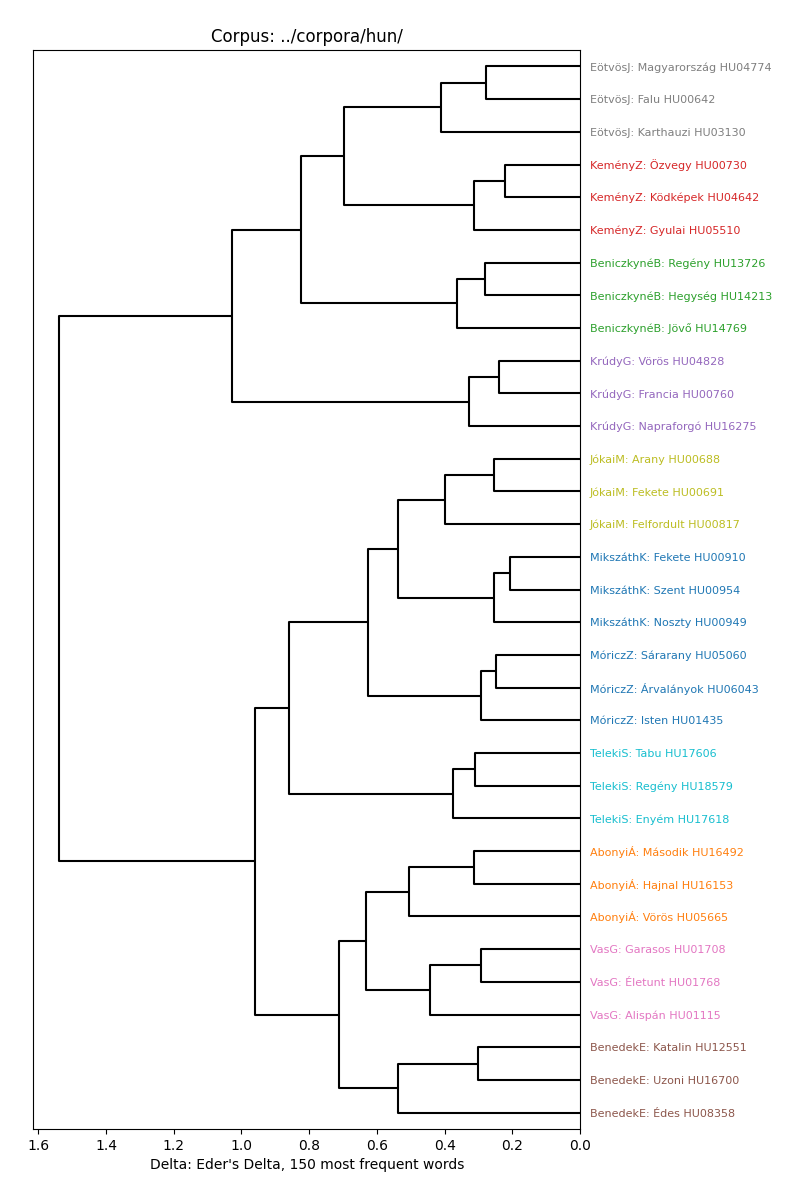 Corpus: ../corpora/hun/
EötvösJ: Magyarország HU04774
EötvösJ: Falu HU00642
EötvösJ: Karthauzi HU03130
KeményZ: Özvegy HU00730
KeményZ: Ködképek HU04642
KeményZ: Gyulai HU05510
BeniczkynéB: Regény HU13726
BeniczkynéB: Hegység HU14213
BeniczkynéB: Jövő HU14769
KrúdyG: Vörös HU04828
KrúdyG: Francia HU00760
KrúdyG: Napraforgó HU16275
JókaiM: Arany HU00688
JókaiM: Fekete HU00691
JókaiM: Felfordult HU00817
MikszáthK: Fekete HU00910
MikszáthK: Szent HU00954
MikszáthK: Noszty HU00949
MóriczZ: Sárarany HU05060
MóriczZ: Árvalányok HU06043
MóriczZ: Isten HU01435
TelekiS: Tabu HU17606
TelekiS: Regény HU18579
TelekiS: Enyém HU17618
AbonyiÁ: Második HU16492
AbonyiÁ: Hajnal HU16153
AbonyiÁ: Vörös HU05665
VasG: Garasos HU01708
VasG: Életunt HU01768
VasG: Alispán HU01115
BenedekE: Katalin HU12551
BenedekE: Uzoni HU16700
BenedekE: Édes HU08358
1.6 1.4 1.2 1.0 0.8 0.6 0.4 0.2 0.0
Delta: Eder's Delta, 150 most frequent words